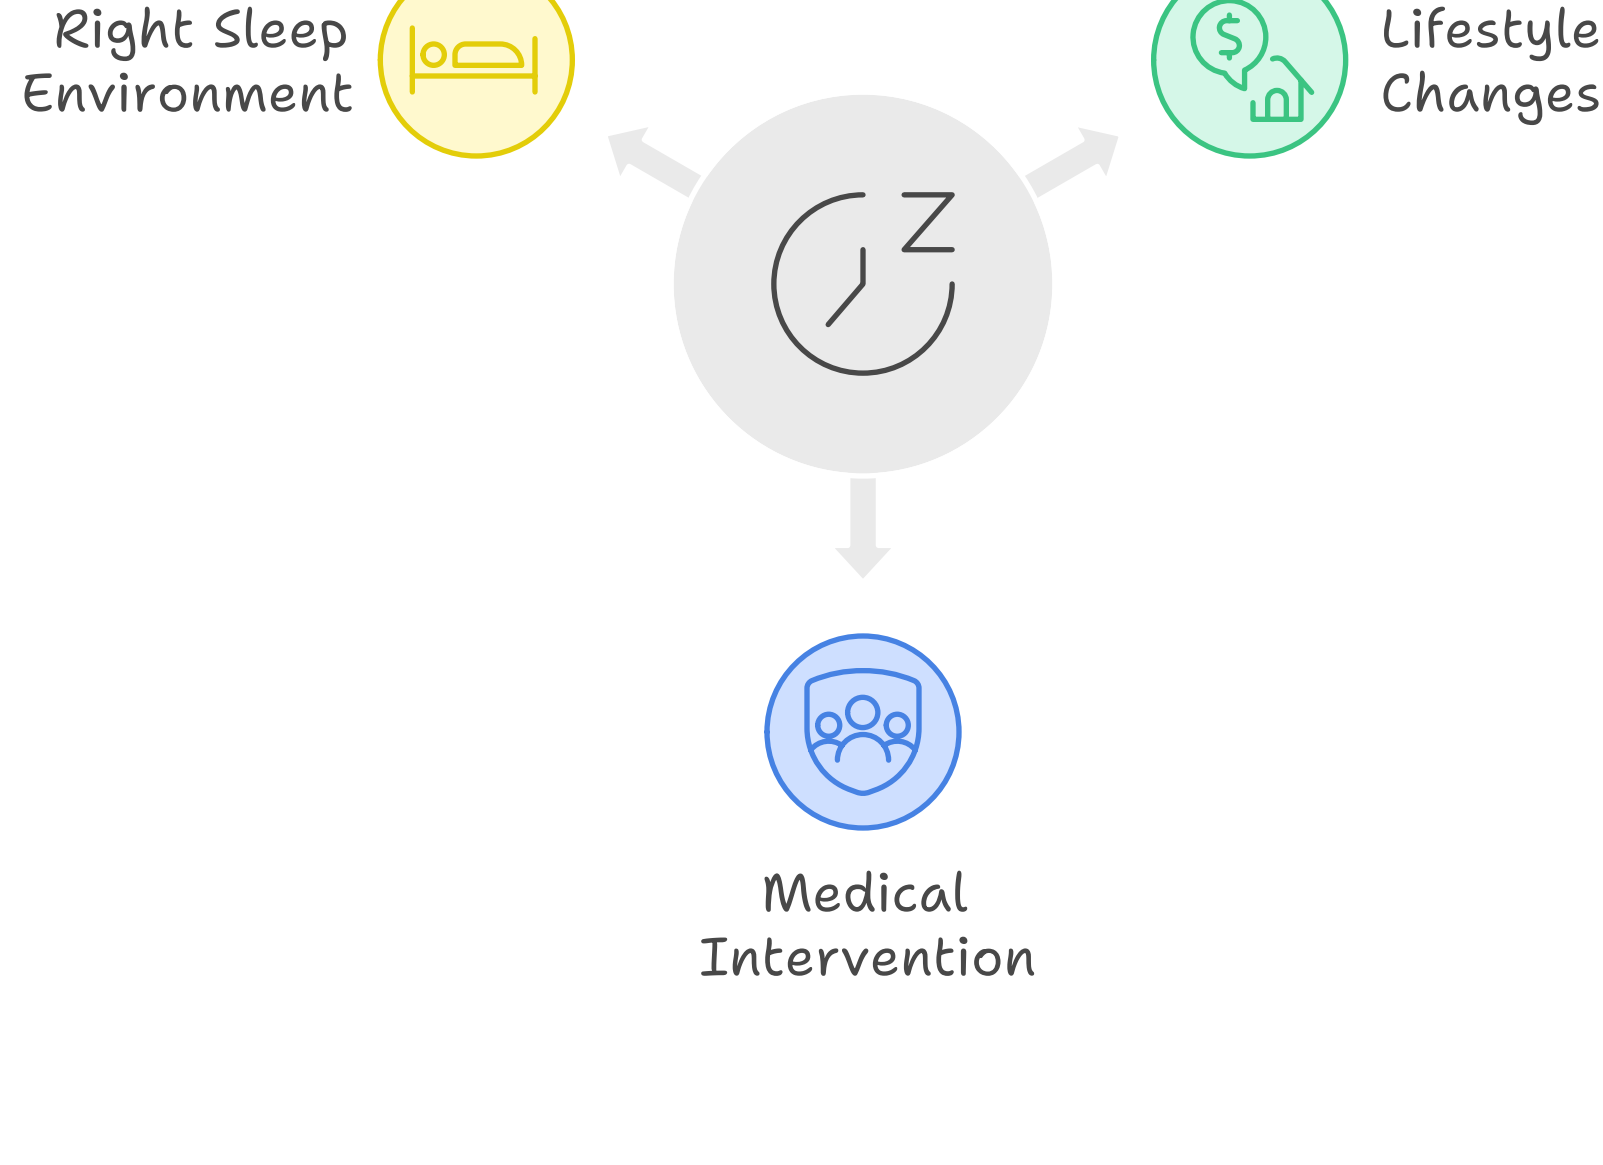 Right Sleep
Environment
Lifestyle
Changes
$
Z
Medical
Intervention